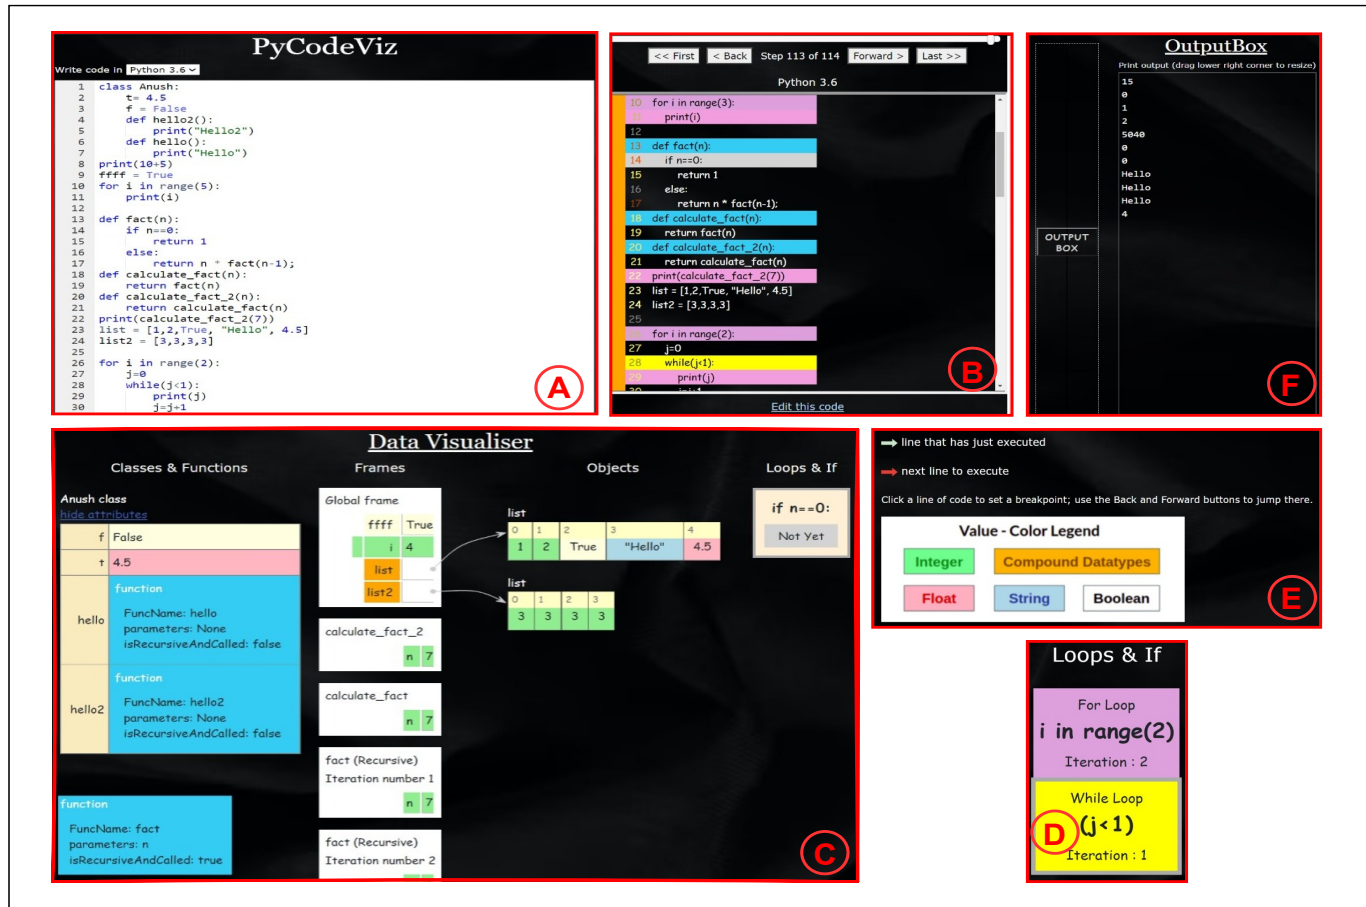 PyCodeViz
Write code in Python 3.6
1 class Anush:
2 t= 4.5
3 f = False
4 def hello2():
5 print("Hello2")
6 def hello():
7 print("Hello")
8 print(10+5)
9 ffff = True
10 for i in range(5):
11 print(i)
12
13 def fact(n):
14 if n==0:
15 return 1
16 else:
17 return n * fact(n-1);
18 def calculate_fact(n):
19 return fact(n)
20 def calculate_fact_2(n):
21 return calculate_fact(n)
22 print(calculate_fact_2(7))
23 list = [1,2,True, "Hello", 4.5]
24 list2 = [3,3,3,3]
25
26 for i in range(2):
27 j=0
28 while(j<1):
29 print(j)
30 j=j+1
A
<< First < Back Step 113 of 114 Forward > Last >>
Python 3.6
10 for i in range(3):
11 print(i)
12
13 def fact(n):
14 if n==0:
15 return 1
16 else:
17 return n * fact(n-1);
18 def calculate_fact(n):
19 return fact(n)
20 def calculate_fact_2(n):
21 return calculate_fact(n)
22 print(calculate_fact_2(7))
23 list = [1,2,True, "Hello", 4.5]
24 list2 = [3,3,3,3]
25
26 for i in range(2):
27 j=0
28 while(j<1):
29 print(j)
30 j=j+1
Edit this code
B
OutputBox
Print output (drag lower right corner to resize)
15
0
1
2
5040
0
0
Hello
Hello
Hello
4
OUTPUT
BOX
F
Data Visualiser
Classes & Functions Frames Objects Loops & If
Anush class
hide attributes
f False
t 4.5
hello
function
FuncName: hello
parameters: None
isRecursiveAndCalled: false
hello2
function
FuncName: hello2
parameters: None
isRecursiveAndCalled: false
function
FuncName: fact
parameters: n
isRecursiveAndCalled: true
Global frame
ffff True
i 4
list
list2
calculate_fact_2
n 7
calculate_fact
n 7
fact (Recursive)
Iteration number 1
n 7
fact (Recursive)
Iteration number 2
list
0 1 2 3 4
1 2 True "Hello" 4.5
list
0 1 2 3
3 3 3 3
if n==0:
Not Yet
C
line that has just executed
next line to execute
Click a line of code to set a breakpoint; use the Back and Forward buttons to jump there.
Value - Color Legend
Integer Compound Datatypes
Float String Boolean
E
Loops & If
For Loop
i in range(2)
Iteration : 2
While Loop
(j<1)
Iteration : 1
D